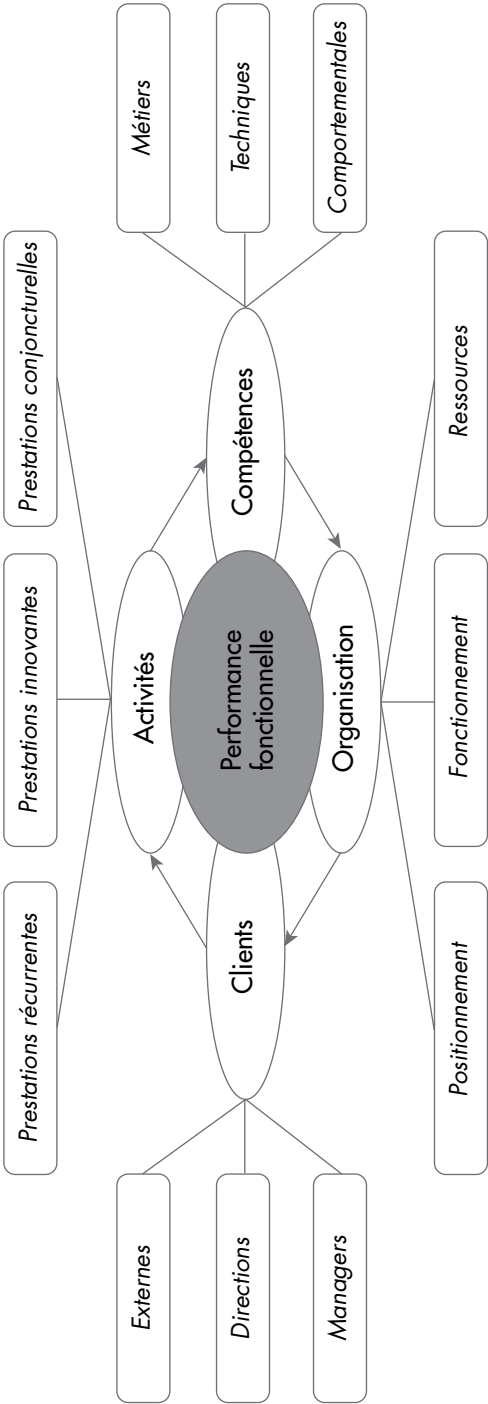 Prestations récurrentes
Prestations innovantes
Prestations conjoncturelles
Externes
Directions
Managers
Activités
Clients
Performance
fonctionnelle
Compétences
Organisation
Métiers
Techniques
Comportementales
Positionnement
Fonctionnement
Ressources